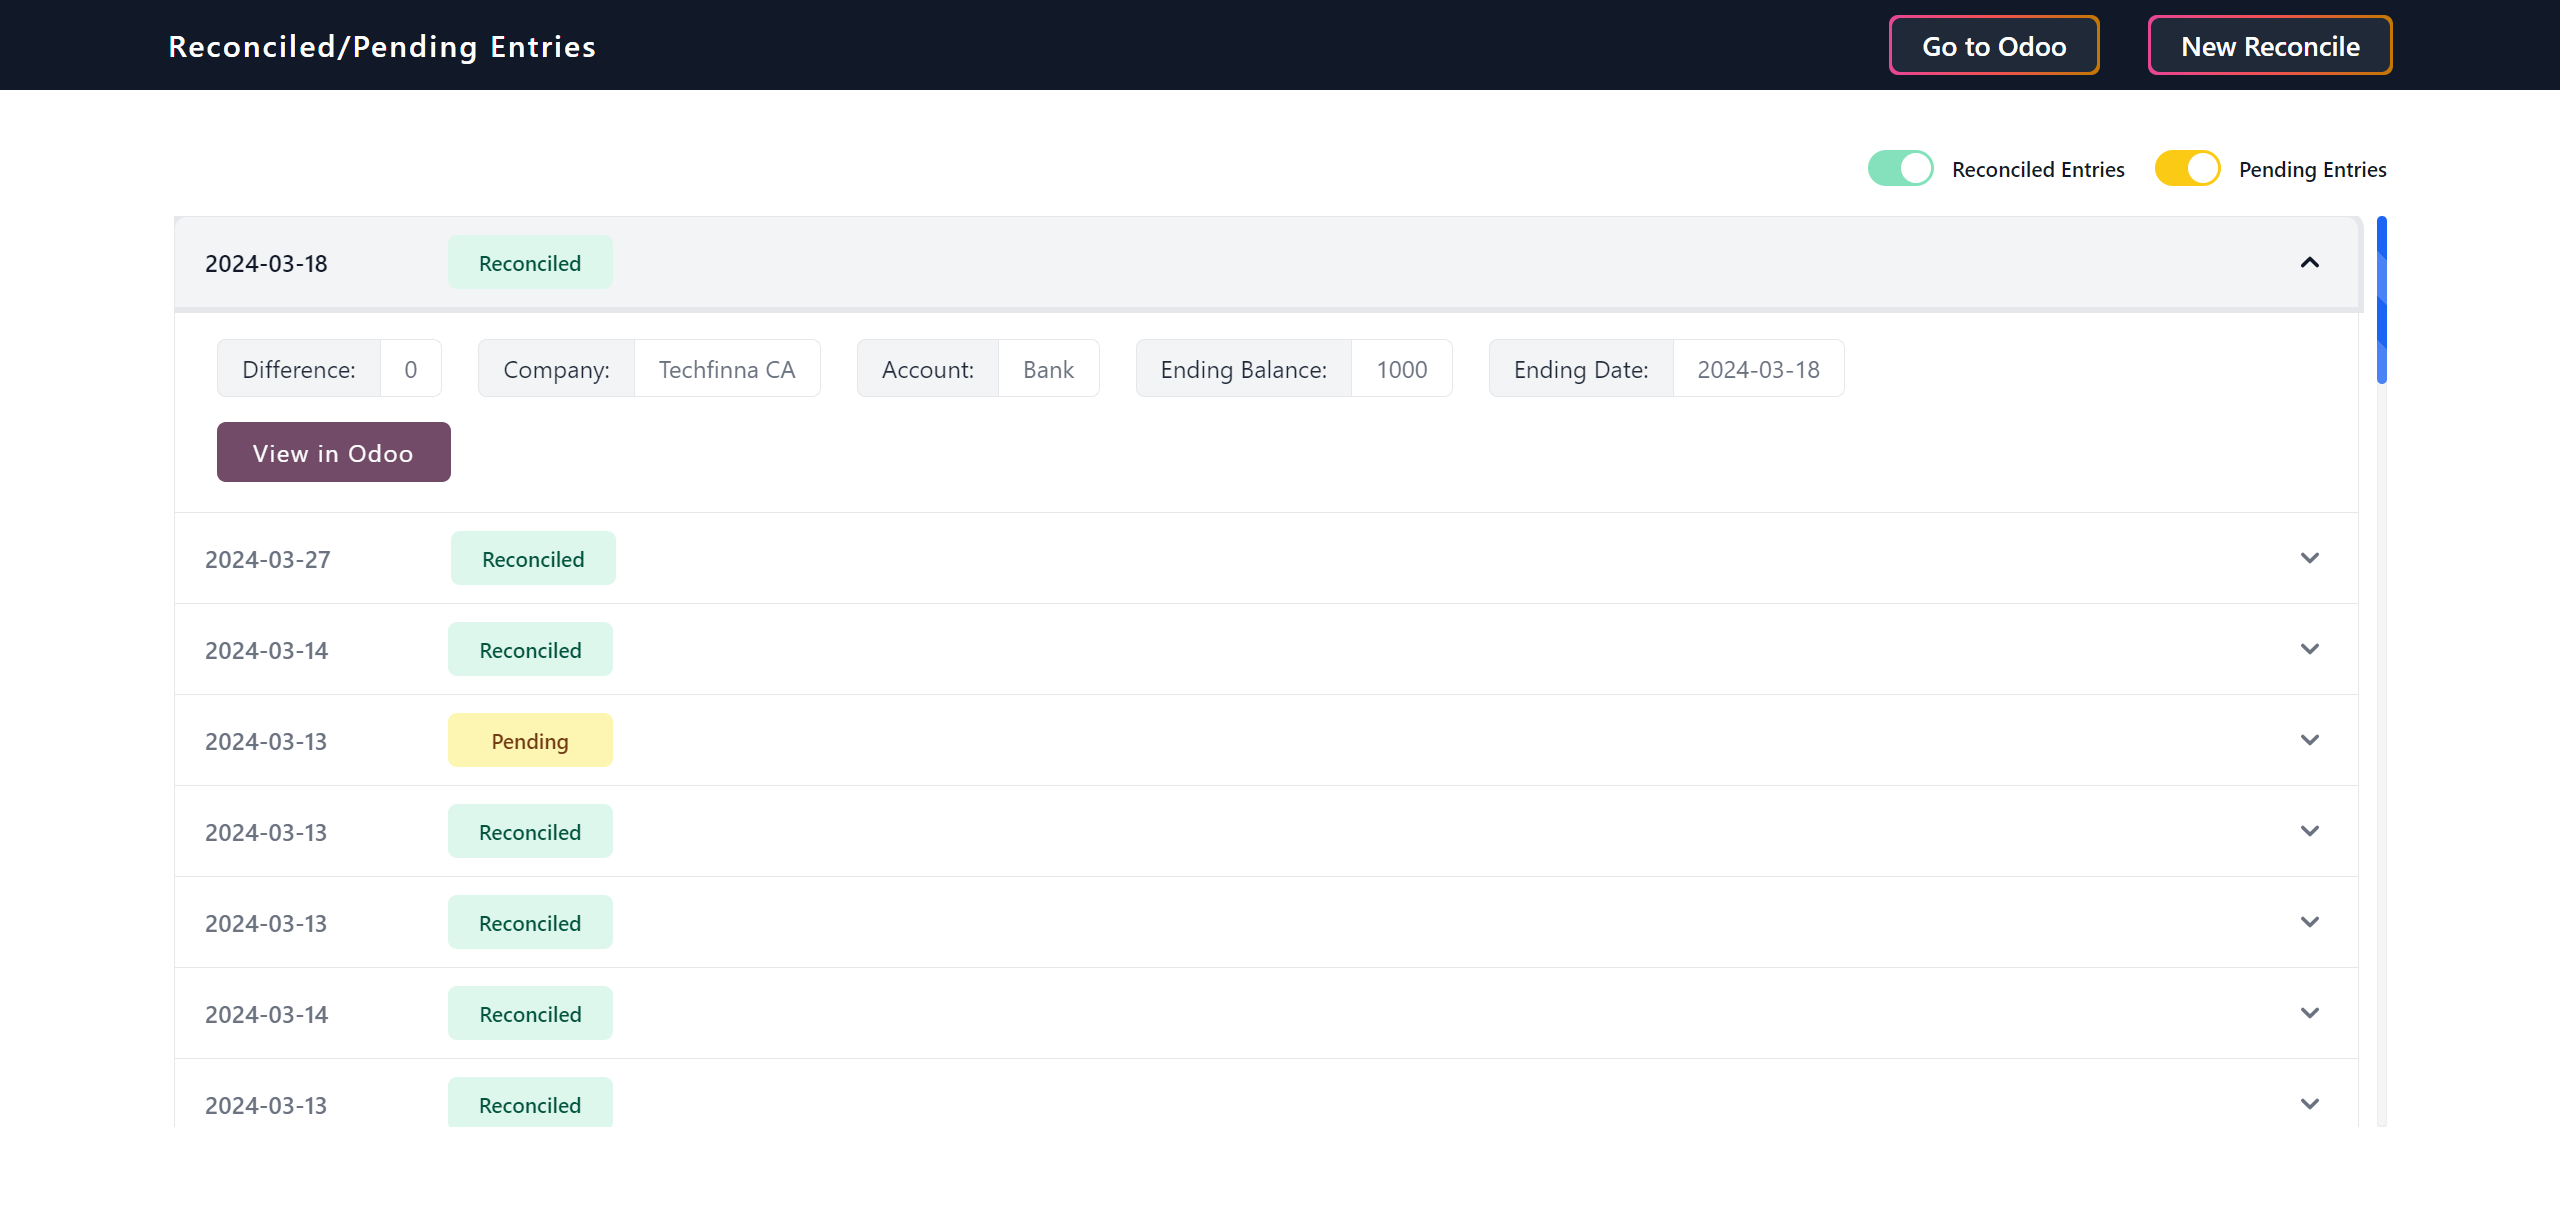 Reconciled/Pending Entries
Go to Odoo
New Reconcile
Reconciled Entries
Pending Entries
2024-03-18 Reconciled
Difference: 0 Company: Techfinna CA Account: Bank Ending Balance: 1000 Ending Date: 2024-03-18
View in Odoo
2024-03-27 Reconciled
2024-03-14 Reconciled
2024-03-13 Pending
2024-03-13 Reconciled
2024-03-13 Reconciled
2024-03-14 Reconciled
2024-03-13 Reconciled